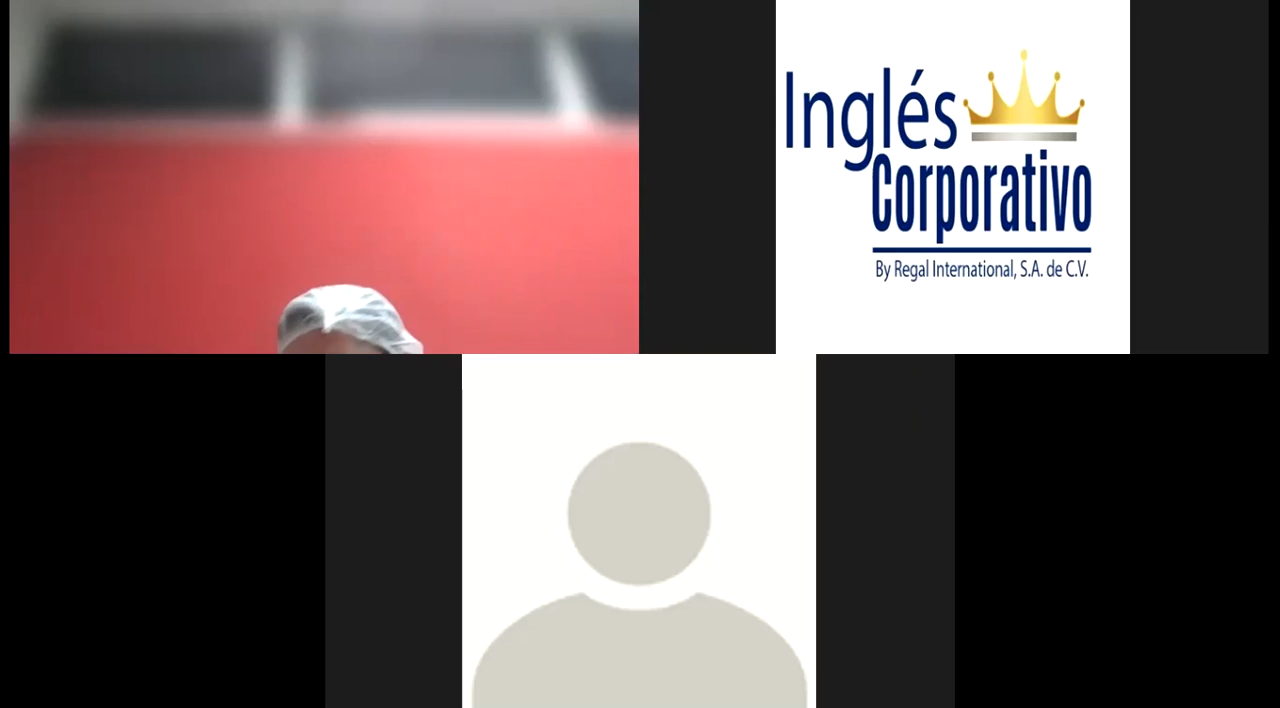 Inglés
Corporativo
By Regal International, S.A. de C.V.